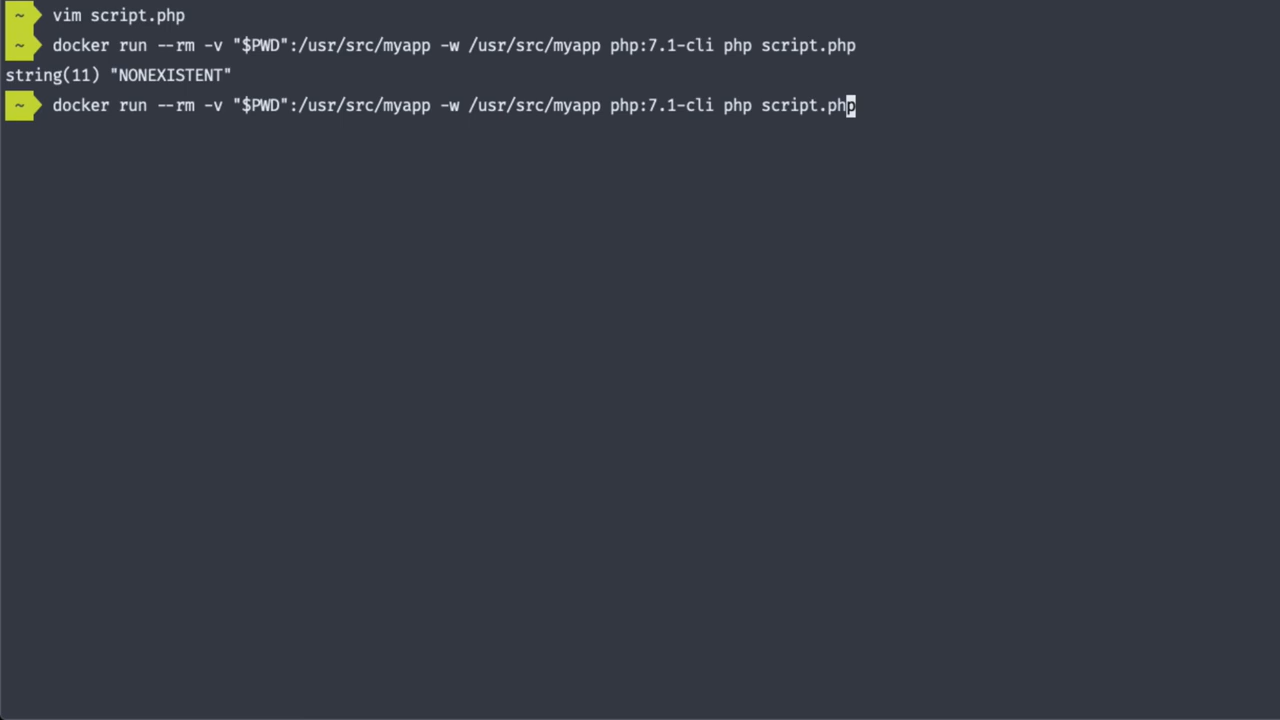 ~ vim script.php
~ docker run --rm -v "$PWD":/usr/src/myapp -w /usr/src/myapp php:7.1-cli php script.php
string(11) "NONEXISTENT"
~ docker run --rm -v "$PWD":/usr/src/myapp -w /usr/src/myapp php:7.1-cli php script.php